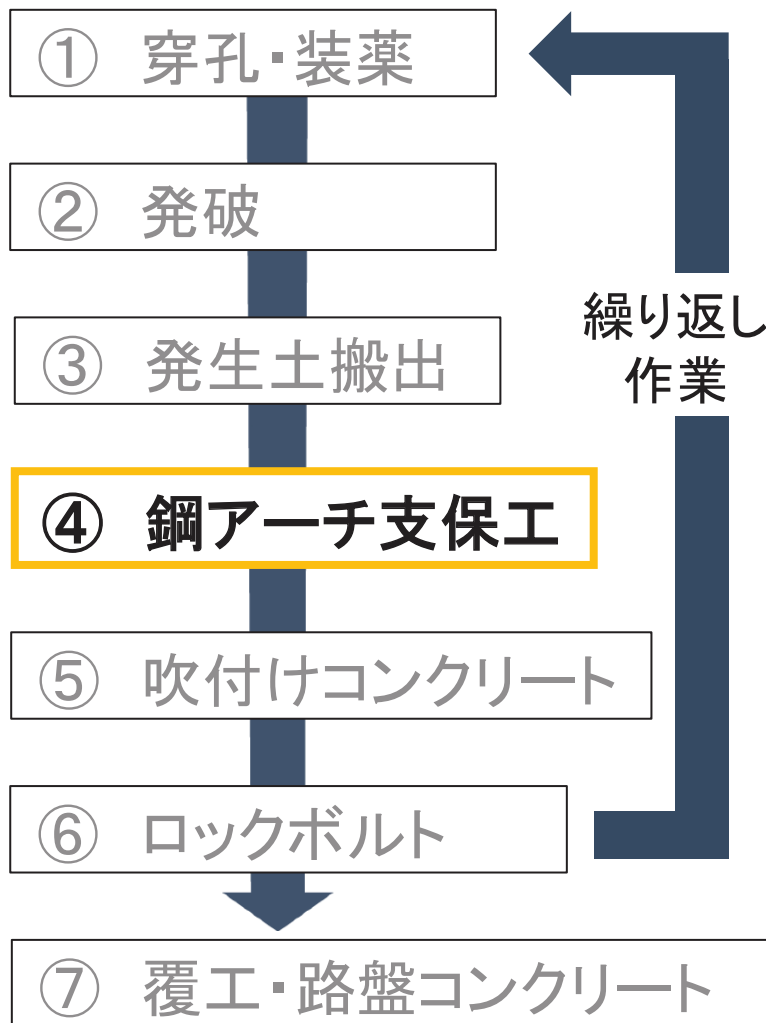 ① 穿孔・装薬
② 発破
③ 発生土搬出
繰り返し
作業
④ 鋼アーチ支保工
⑤ 吹付けコンクリート
⑥ ロックボルト
⑦ 覆工・路盤コンクリート